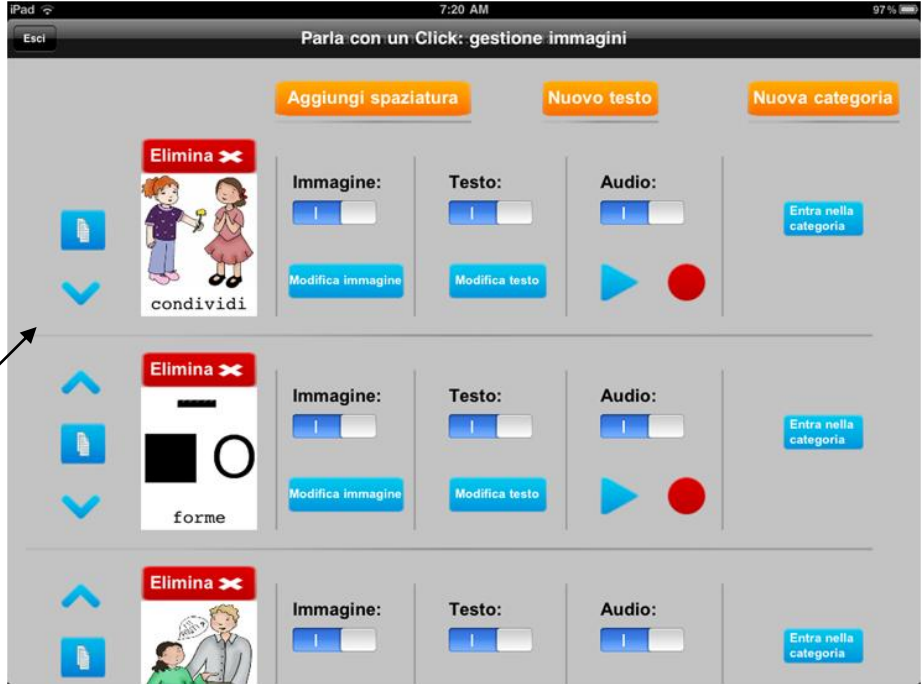 iPad 7:20 AM 97%
Esci Parla con un Click: gestione immagini
Aggiungi spaziatura Nuovo testo Nuova categoria
Elimina
Immagine: Testo: Audio:
Entra nella
categoria
Modifica immagine Modifica testo
condividi
Elimina
Immagine: Testo: Audio:
Entra nella
categoria
Modifica immagine Modifica testo
forme
Elimina
Immagine: Testo: Audio:
Entra nella
categoria